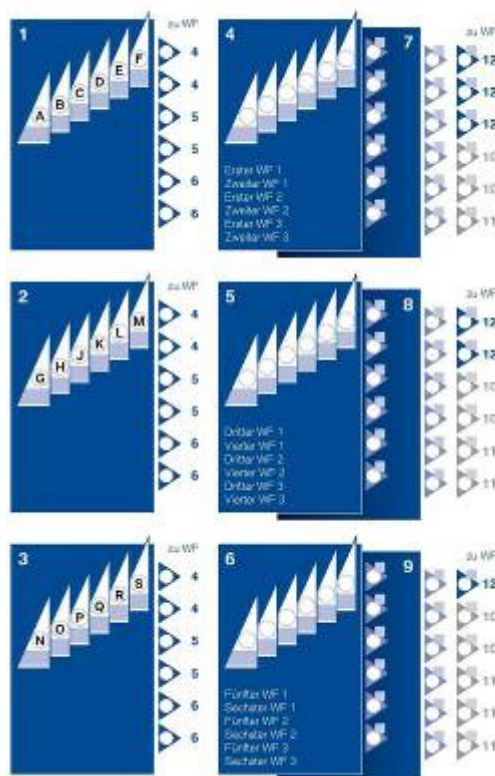 zu WF
1
A
B
C
D
E
F
4
4
5
5
6
6
4
Erster WF 1
Zweiter WF 1
Erster WF 2
Zweiter WF 2
Erster WF 3
Zweiter WF 3
7
zu WF
12
12
12
10
10
11
zu WF
2
G
H
J
K
L
M
4
4
5
5
6
6
5
Dritter WF 1
Vierter WF 1
Dritter WF 2
Vierter WF 2
Dritter WF 3
Vierter WF 3
8
zu WF
12
12
10
10
11
11
zu WF
3
N
O
P
Q
R
S
4
4
5
5
6
6
6
Fünfter WF 1
Sechster WF 1
Fünfter WF 2
Sechster WF 2
Fünfter WF 3
Sechster WF 3
9
zu WF
12
10
10
11
11
11